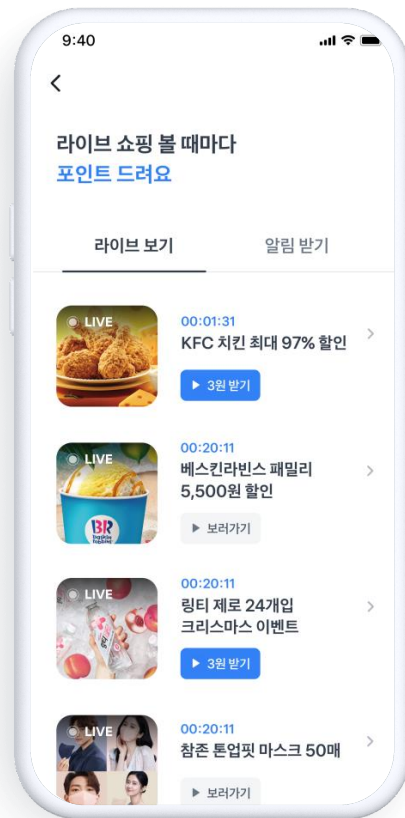 9:40
라이브 쇼핑 볼 때마다
포인트 드려요
라이브 보기
알림 받기
LIVE
00:01:31
KFC 치킨 최대 97% 할인
3원 받기
LIVE
00:20:11
베스킨라빈스 패밀리
5,500원 할인
BR
baskin
robbins
보러가기
LIVE
00:20:11
링티 제로 24개입
크리스마스 이벤트
3원 받기
LIVE
00:20:11
참존 톤업핏 마스크 50매
보러가기